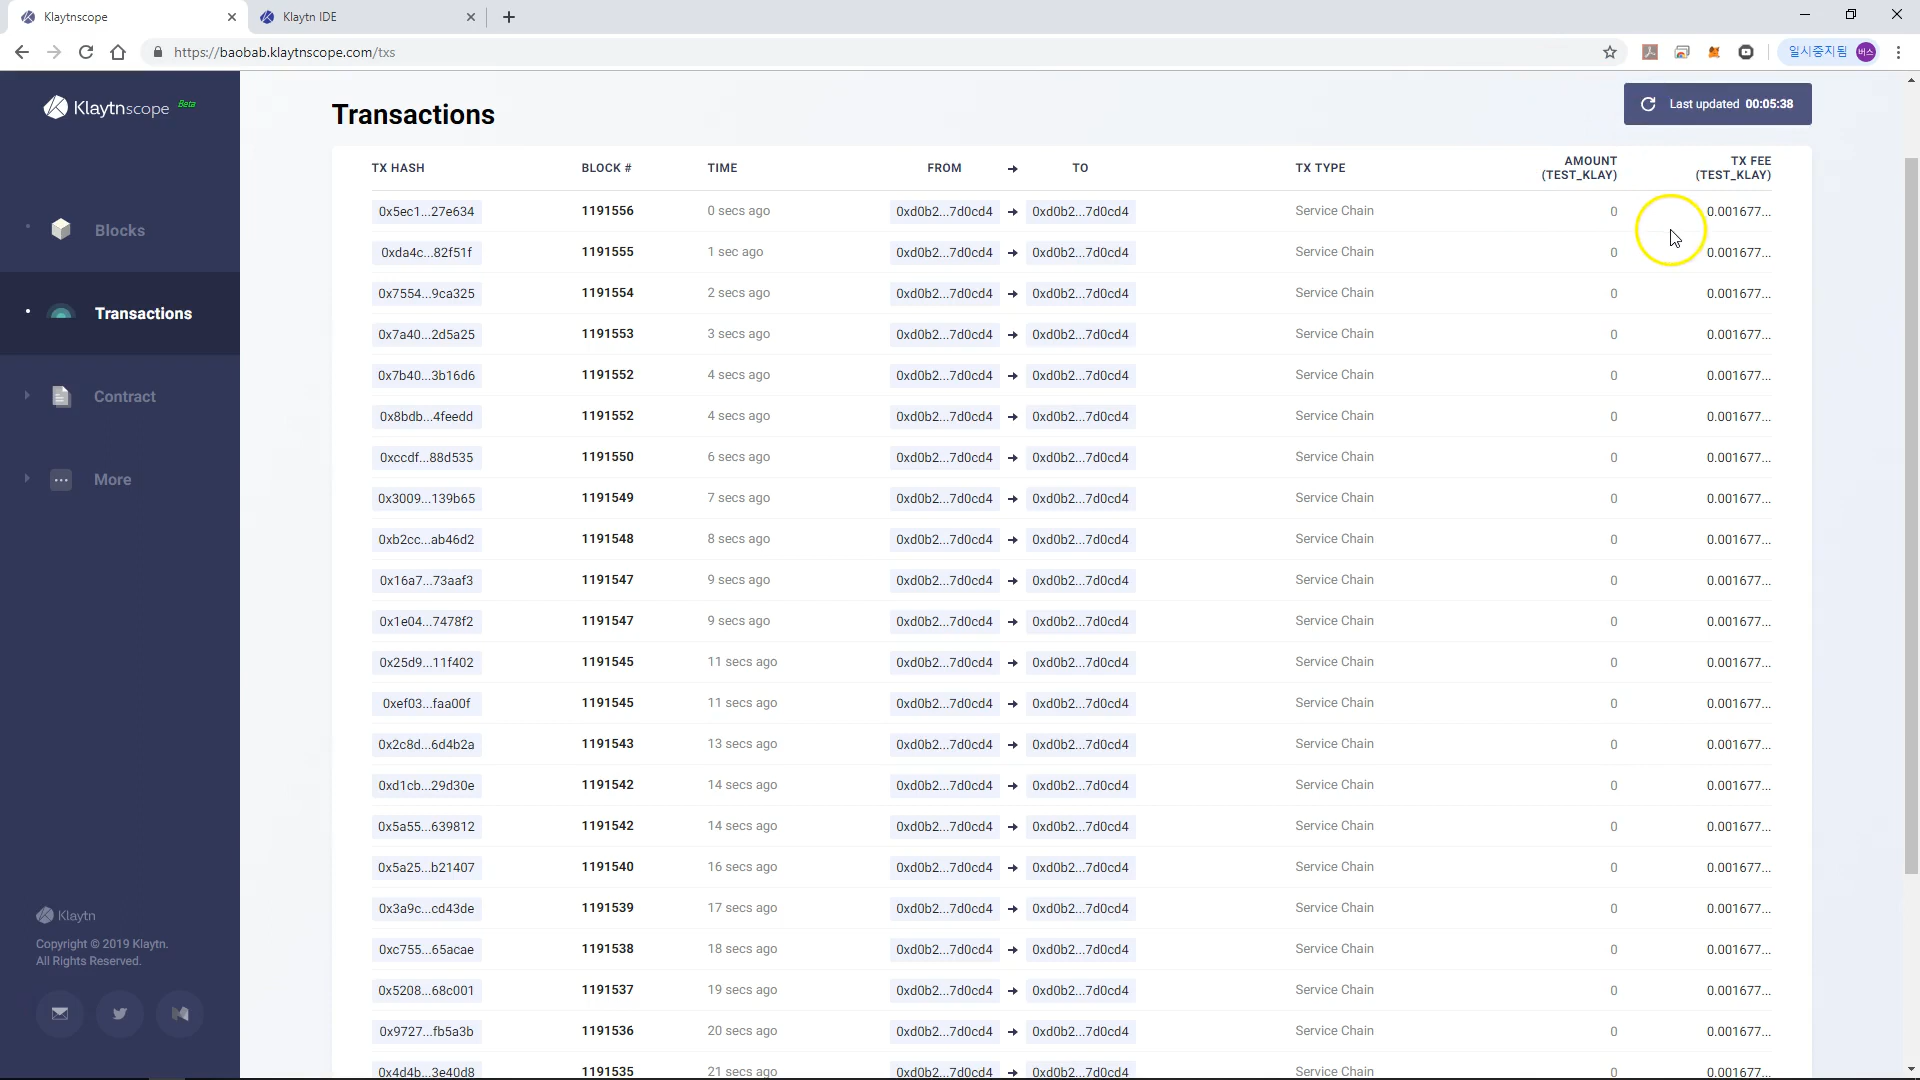 Klaytnscope
Klaytn IDE
https://baobab.klaytnscope.com/txs
일시중지됨 버스
Klaytnscope Beta
Blocks
Transactions
Contract
More
Klaytn
Copyright © 2019 Klaytn.
All Rights Reserved.
Transactions
Last updated 00:05:38
TX HASH BLOCK # TIME FROM TO TX TYPE AMOUNT (TEST_KLAY) TX FEE (TEST_KLAY)
0x5ec1...27e634 1191556 0 secs ago 0xd0b2...7d0cd4 → 0xd0b2...7d0cd4 Service Chain 0 0.001677...
0xda4c...82f51f 1191555 1 sec ago 0xd0b2...7d0cd4 → 0xd0b2...7d0cd4 Service Chain 0 0.001677...
0x7554...9ca325 1191554 2 secs ago 0xd0b2...7d0cd4 → 0xd0b2...7d0cd4 Service Chain 0 0.001677...
0x7a40...2d5a25 1191553 3 secs ago 0xd0b2...7d0cd4 → 0xd0b2...7d0cd4 Service Chain 0 0.001677...
0x7b40...3b16d6 1191552 4 secs ago 0xd0b2...7d0cd4 → 0xd0b2...7d0cd4 Service Chain 0 0.001677...
0x8bdb...4feedd 1191552 4 secs ago 0xd0b2...7d0cd4 → 0xd0b2...7d0cd4 Service Chain 0 0.001677...
0xccdf...88d535 1191550 6 secs ago 0xd0b2...7d0cd4 → 0xd0b2...7d0cd4 Service Chain 0 0.001677...
0x3009...139b65 1191549 7 secs ago 0xd0b2...7d0cd4 → 0xd0b2...7d0cd4 Service Chain 0 0.001677...
0xb2cc...ab46d2 1191548 8 secs ago 0xd0b2...7d0cd4 → 0xd0b2...7d0cd4 Service Chain 0 0.001677...
0x16a7...73aaf3 1191547 9 secs ago 0xd0b2...7d0cd4 → 0xd0b2...7d0cd4 Service Chain 0 0.001677...
0x1e04...7478f2 1191547 9 secs ago 0xd0b2...7d0cd4 → 0xd0b2...7d0cd4 Service Chain 0 0.001677...
0x25d9...11f402 1191545 11 secs ago 0xd0b2...7d0cd4 → 0xd0b2...7d0cd4 Service Chain 0 0.001677...
0xef03...faa00f 1191545 11 secs ago 0xd0b2...7d0cd4 → 0xd0b2...7d0cd4 Service Chain 0 0.001677...
0x2c8d...6d4b2a 1191543 13 secs ago 0xd0b2...7d0cd4 → 0xd0b2...7d0cd4 Service Chain 0 0.001677...
0xd1cb...29d30e 1191542 14 secs ago 0xd0b2...7d0cd4 → 0xd0b2...7d0cd4 Service Chain 0 0.001677...
0x5a55...639812 1191542 14 secs ago 0xd0b2...7d0cd4 → 0xd0b2...7d0cd4 Service Chain 0 0.001677...
0x5a25...b21407 1191540 16 secs ago 0xd0b2...7d0cd4 → 0xd0b2...7d0cd4 Service Chain 0 0.001677...
0x3a9c...cd43de 1191539 17 secs ago 0xd0b2...7d0cd4 → 0xd0b2...7d0cd4 Service Chain 0 0.001677...
0xc755...65acae 1191538 18 secs ago 0xd0b2...7d0cd4 → 0xd0b2...7d0cd4 Service Chain 0 0.001677...
0x5208...68c001 1191537 19 secs ago 0xd0b2...7d0cd4 → 0xd0b2...7d0cd4 Service Chain 0 0.001677...
0x9727...fb5a3b 1191536 20 secs ago 0xd0b2...7d0cd4 → 0xd0b2...7d0cd4 Service Chain 0 0.001677...
0x4d4b...3e40d8 1191535 21 secs ago 0xd0b2...7d0cd4 → 0xd0b2...7d0cd4 Service Chain 0 0.001677...